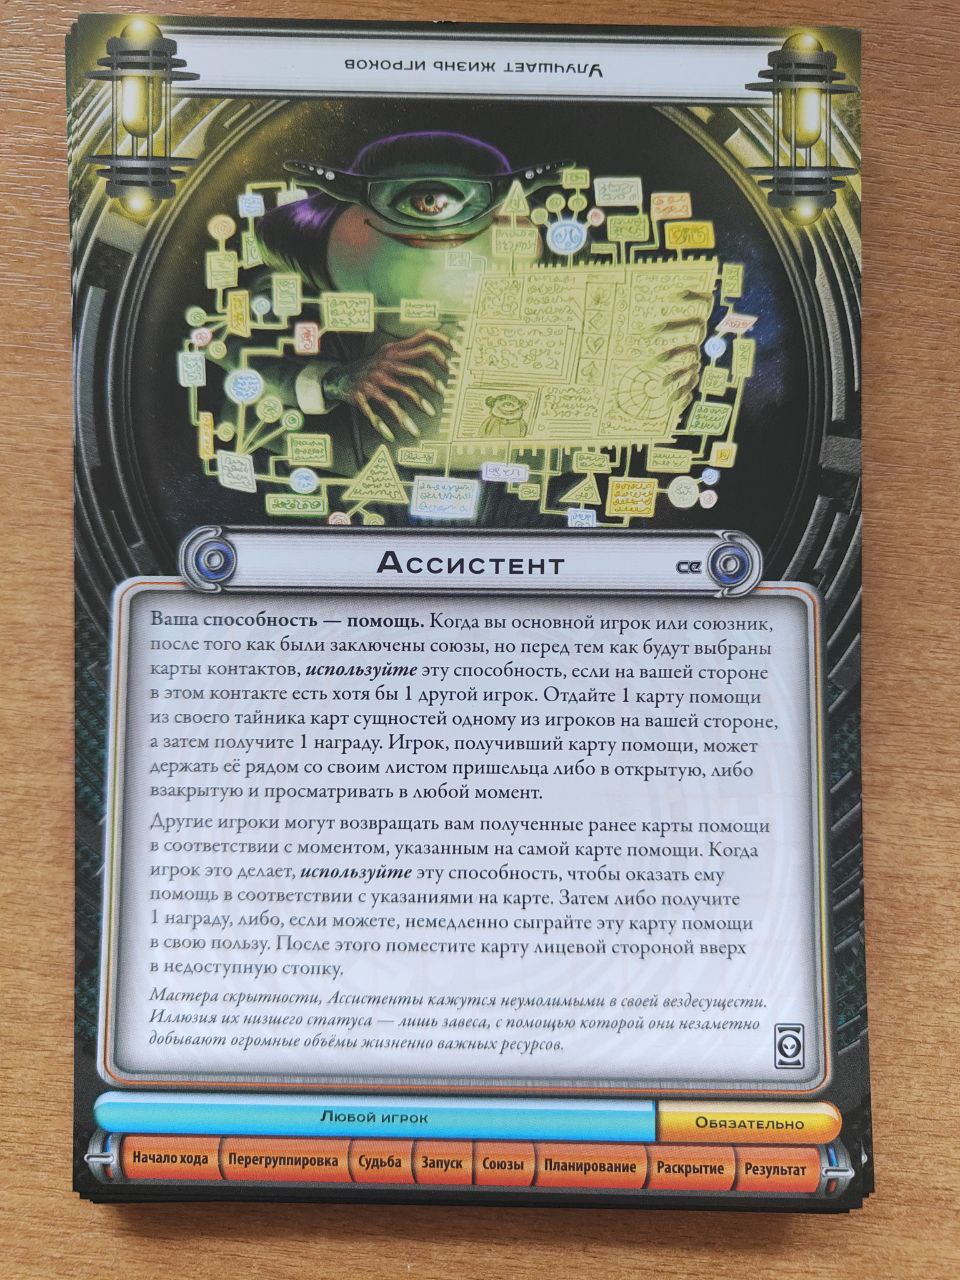 Улучшает жизнь игроков
Ассистент
CE
Ваша способность — помощь. Когда вы основной игрок или союзник,
после того как были заключены союзы, но перед тем как будут выбраны
карты контактов, используйте эту способность, если на вашей стороне
в этом контакте есть хотя бы 1 другой игрок. Отдайте 1 карту помощи
из своего тайника карт сущностей одному из игроков на вашей стороне,
а затем получите 1 награду. Игрок, получивший карту помощи, может
держать её рядом со своим листом пришельца либо в открытую, либо
взакрытую и просматривать в любой момент.
Другие игроки могут возвращать вам полученные ранее карты помощи
в соответствии с моментом, указанным на самой карте помощи. Когда
игрок это делает, используйте эту способность, чтобы оказать ему
помощь в соответствии с указаниями на карте. Затем либо получите
1 награду, либо, если можете, немедленно сыграйте эту карту помощи
в свою пользу. После этого поместите карту лицевой стороной вверх
в недоступную стопку.
Мастера скрытности, Ассистенты кажутся неумолимыми в своей вездесущести.
Иллюзия их низшего статуса — лишь завеса, с помощью которой они незаметно
добывают огромные объёмы жизненно важных ресурсов.
Любой игрок Обязательно
Начало хода Перегруппировка Судьба Запуск Союзы Планирование Раскрытие Результат